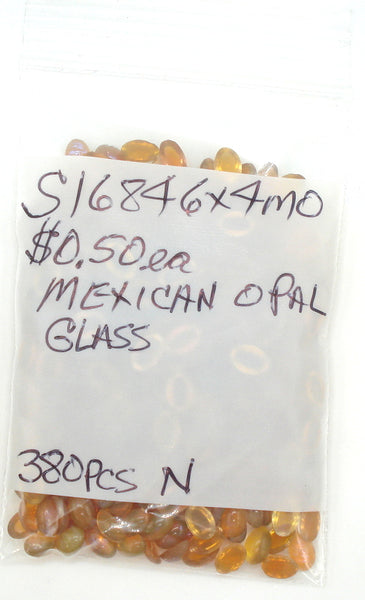 S16846x4mo
$0.50ea
MEXICAN OPAL
GLASS
380PCS N